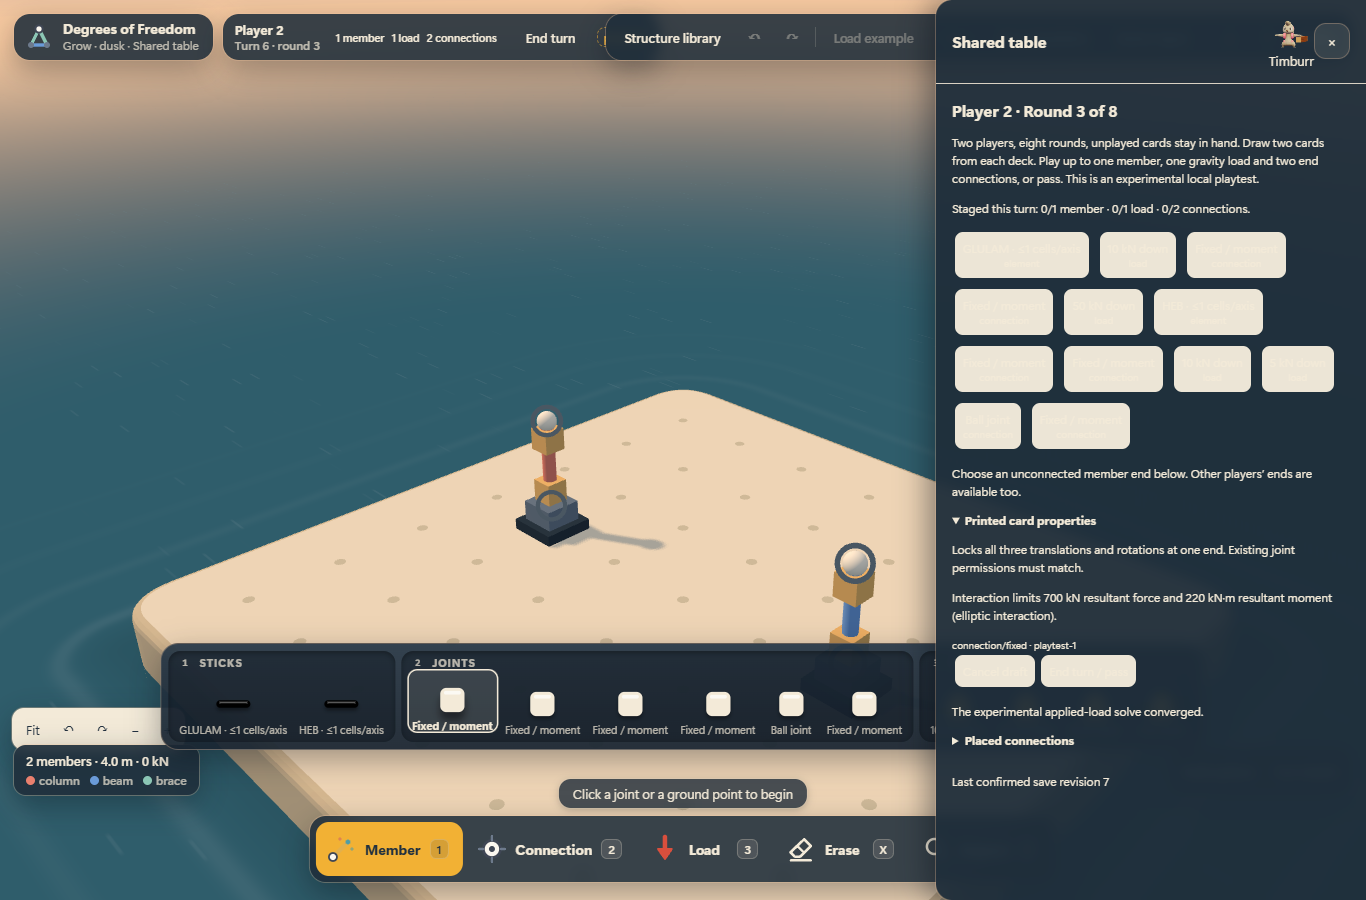 Degrees of Freedom
Grow · dusk · Shared table
Player 2
Turn 6 · round 3
1 member 1 load 2 connections
End turn
Structure library
Load example
Shared table
Timburr
×
Player 2 · Round 3 of 8
Two players, eight rounds, unplayed cards stay in hand. Draw two cards
from each deck. Play up to one member, one gravity load and two end
connections, or pass. This is an experimental local playtest.
Staged this turn: 0/1 member · 0/1 load · 0/2 connections.
Choose an unconnected member end below. Other players' ends are
available too.
▼ Printed card properties
Locks all three translations and rotations at one end. Existing joint
permissions must match.
Interaction limits 700 kN resultant force and 220 kN·m resultant moment
(elliptic interaction).
connection/fixed · playtest-1
The experimental applied-load solve converged.
▶ Placed connections
Last confirmed save revision 7
1 STICKS
GLULAM · ≤1 cells/axis
HEB · ≤1 cells/axis
2 JOINTS
Fixed / moment
Fixed / moment
Fixed / moment
Fixed / moment
Ball joint
Fixed / moment
Fit
2 members · 4.0 m · 0 kN
column
beam
brace
Click a joint or a ground point to begin
Member 1
Connection 2
Load 3
Erase X